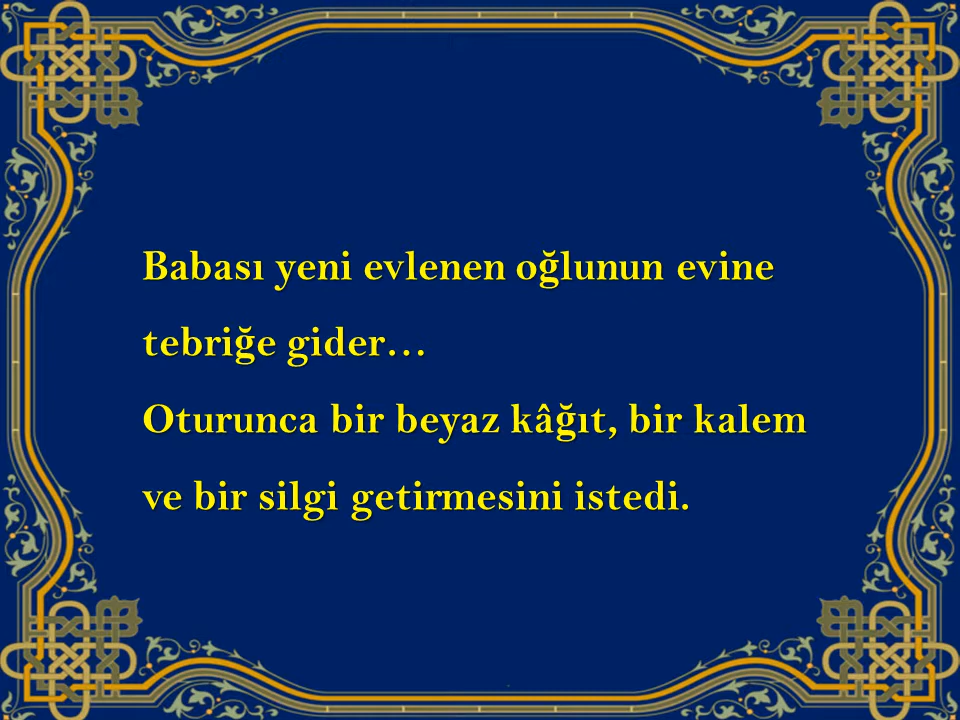 Babası yeni evlenen oğlunun evine
tebriğe gider...
Oturunca bir beyaz kâğıt, bir kalem
ve bir silgi getirmesini istedi.